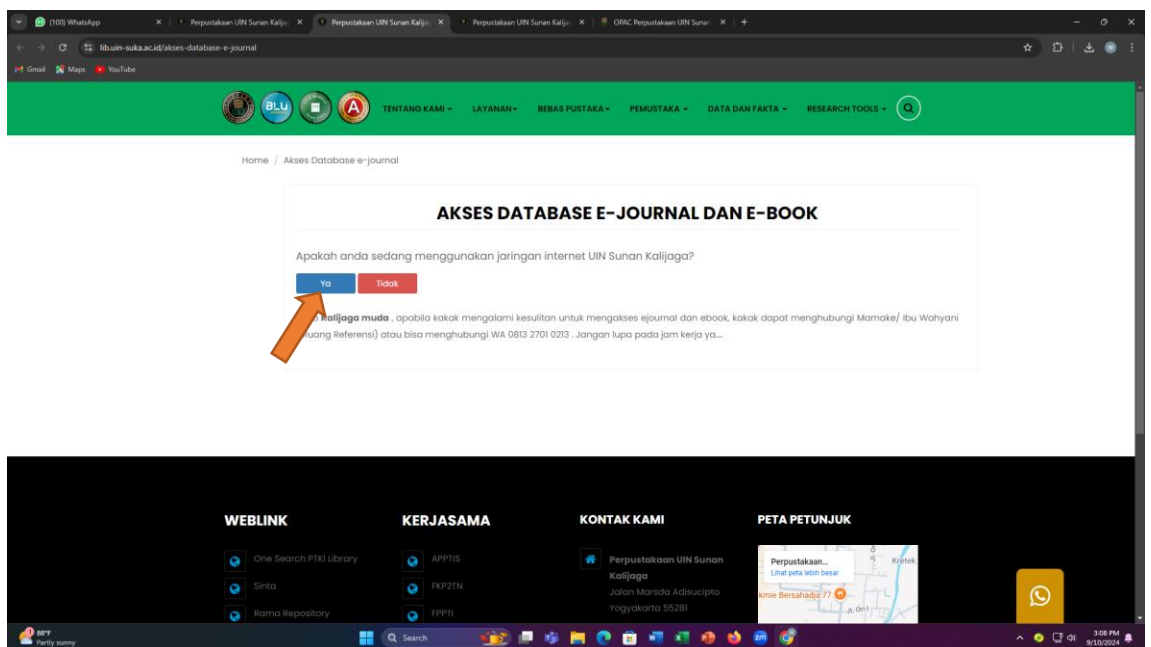 (100) WhatsApp
Perpustakaan UIN Sunan Kalija
Perpustakaan UIN Sunan Kalija
Perpustakaan UIN Sunan Kalija
OPAC Perpustakaan UIN Sunan
lib.uin-suka.ac.id/akses-database-e-journal
Gmail Maps YouTube
BLU A TENTANG KAMI LAYANAN BEBAS PUSTAKA PEMUSTAKA DATA DAN FAKTA RESEARCH TOOLS
Home / Akses Database e-journal
AKSES DATABASE E-JOURNAL DAN E-BOOK
Apakah anda sedang menggunakan jaringan internet UIN Sunan Kalijaga?
Ya Tidak
Kalijaga muda , apabila kakak mengalami kesulitan untuk mengakses ejournal dan ebook, kakak dapat menghubungi Mamake/ Ibu Wahyani
Ruang Referensi) atau bisa menghubungi WA 0813 2701 0213 . Jangan lupa pada jam kerja ya...
WEBLINK KERJASAMA KONTAK KAMI PETA PETUNJUK
One Search PTKI Library APPTIS Perpustakaan UIN Sunan
Kalijaga
Sinta FKP2TN Jalan Marsda Adisucipto
Rama Repository FPPTI Yogyakarta 55281
Perpustakaan...
Lihat peta lebih besar
Kretek
kmie Bersahadja 77
88°F
Partly sunny
Search
zm
3:08 PM
9/10/2024